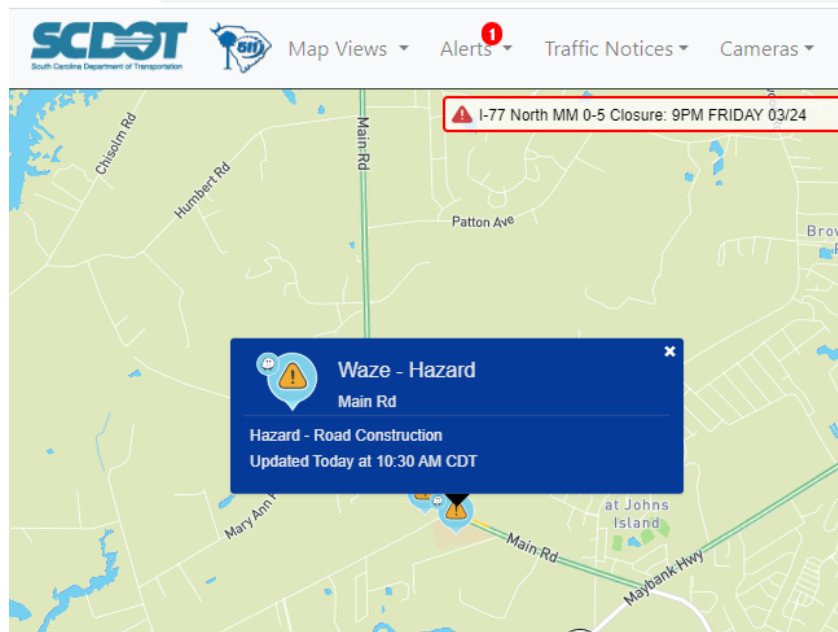 SCDOT
South Carolina Department of Transportation
511
Map Views
Alerts
1
Traffic Notices
Cameras
I-77 North MM 0-5 Closure: 9PM FRIDAY 03/24
Chisolm Rd
Main Rd
Humbert Rd
Patton Ave
Waze - Hazard
Main Rd
Hazard - Road Construction
Updated Today at 10:30 AM CDT
Mary Ann
at Johns
Island
Main Rd
Maybank Hwy